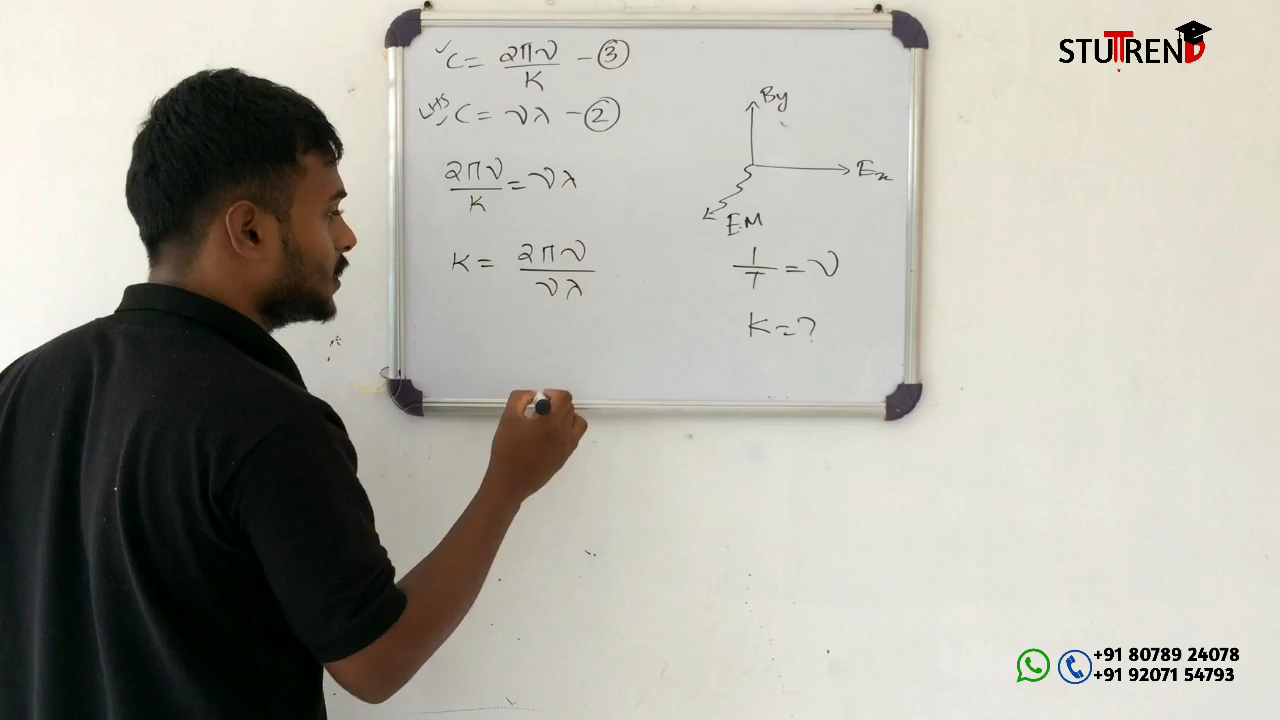 STUTTREND
C = 2πν/K – ③
LHS C = νλ – ②
2πν/K = νλ
K = 2πν/νλ
By
Ex
EM
1/T = ν
K = ?
+91 80789 24078
+91 92071 54793